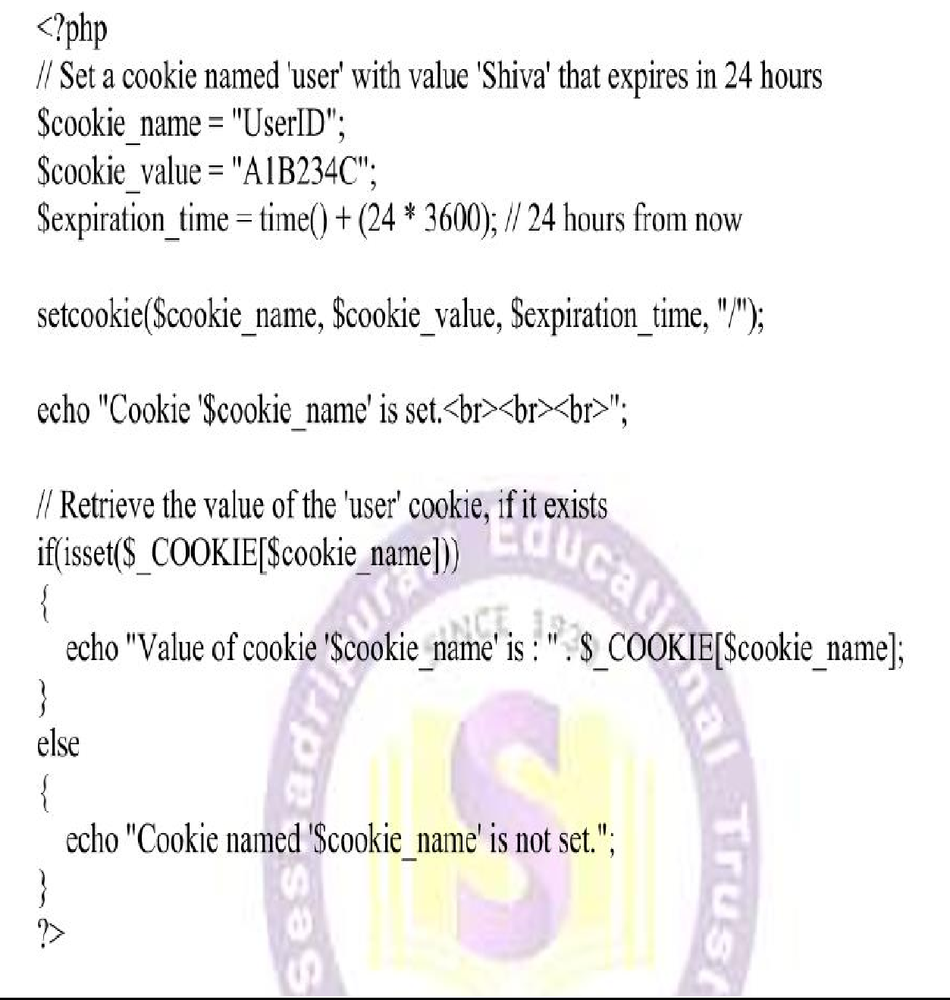 <?php
// Set a cookie named 'user' with value 'Shiva' that expires in 24 hours
$cookie_name = "UserID";
$cookie_value = "A1B234C";
$expiration_time = time() + (24 * 3600); // 24 hours from now
setcookie($cookie_name, $cookie_value, $expiration_time, "/");
echo "Cookie '$cookie_name' is set.<br><br><br>";
// Retrieve the value of the 'user' cookie, if it exists
if(isset($_COOKIE[$cookie_name]))
{
echo "Value of cookie '$cookie_name' is : " . $_COOKIE[$cookie_name];
}
else
{
echo "Cookie named '$cookie_name' is not set.";
}
?>
Educational Trust
SINCE
S